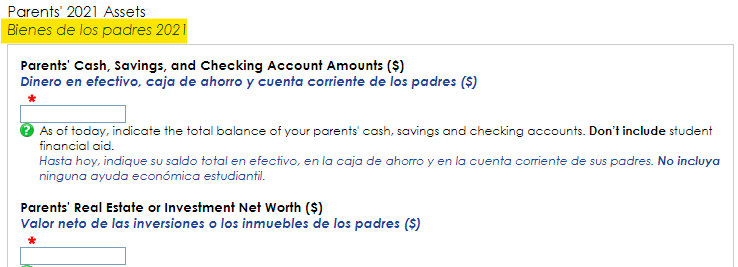 Parents' 2021 Assets
Bienes de los padres 2021
Parents' Cash, Savings, and Checking Account Amounts ($)
Dinero en efectivo, caja de ahorro y cuenta corriente de los padres ($)
*
? As of today, indicate the total balance of your parents' cash, savings and checking accounts. Don't include student
financial aid.
Hasta hoy, indique su saldo total en efectivo, en la caja de ahorro y en la cuenta corriente de sus padres. No incluya
ninguna ayuda económica estudiantil.
Parents' Real Estate or Investment Net Worth ($)
Valor neto de las inversiones o los inmuebles de los padres ($)
*